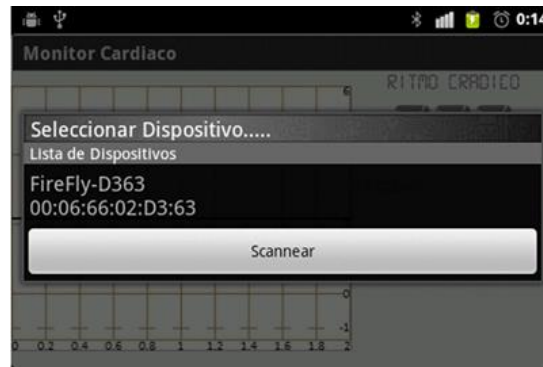 0:14
Monitor Cardiaco
RITMO CRADICO
6
Seleccionar Dispositivo.....
Lista de Dispositivos
FireFly-D363
00:06:66:02:D3:63
Scannear
0
-1
0 0.2 0.4 0.6 0.8 1 1.2 1.4 1.6 1.8 2